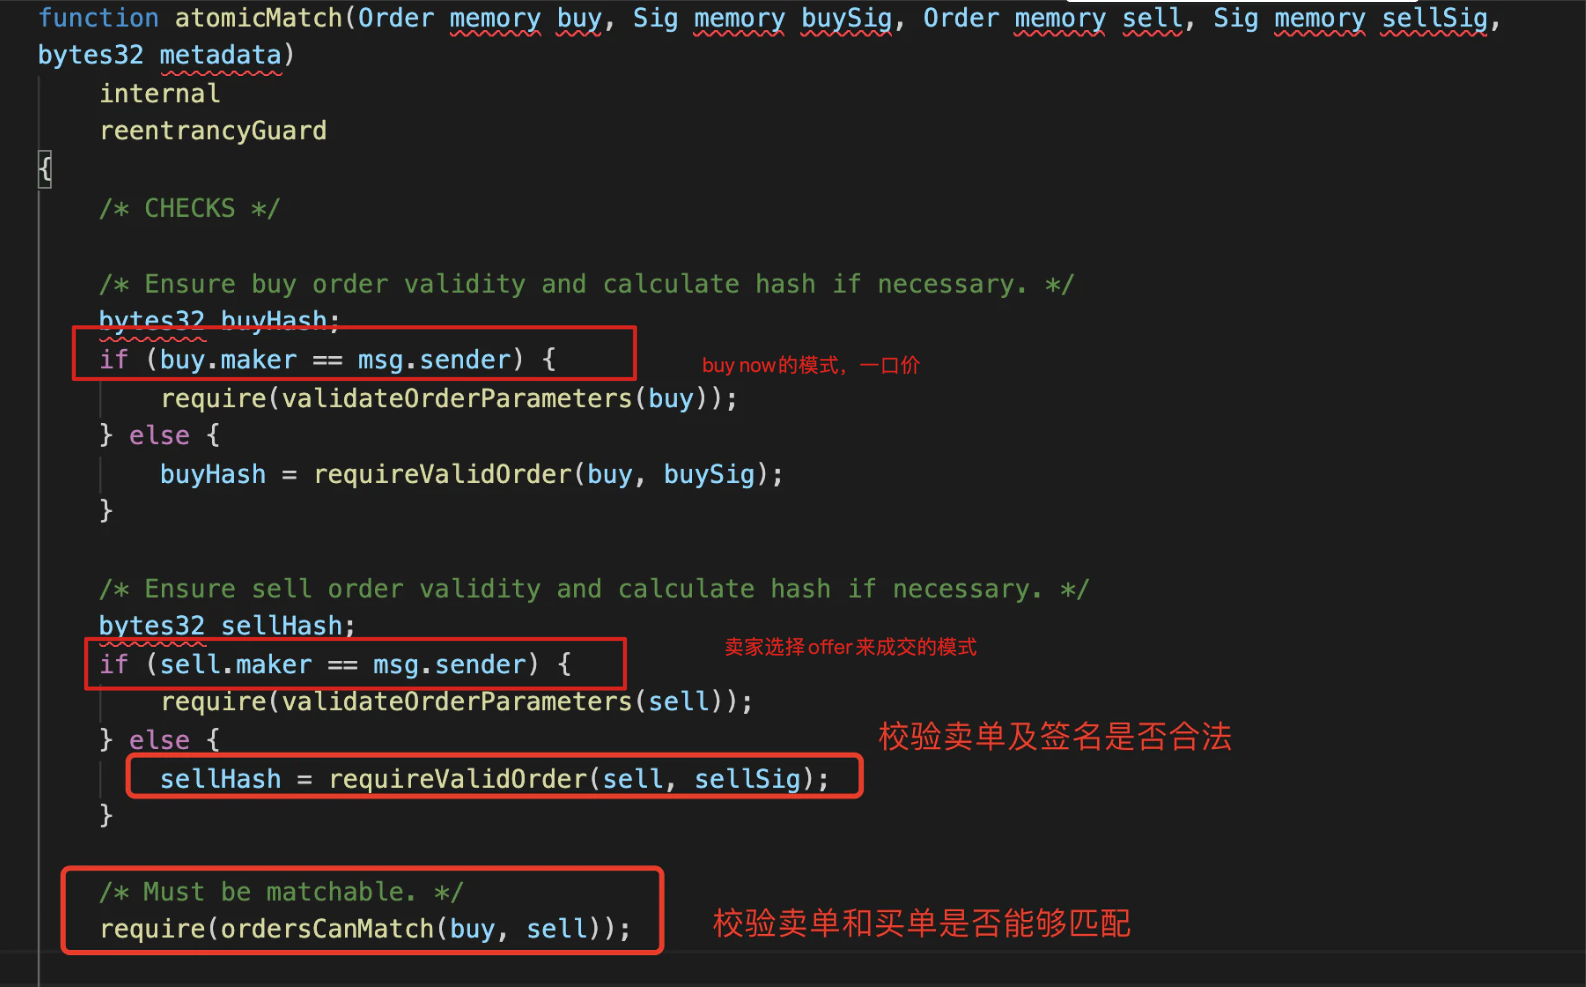 function atomicMatch(Order memory buy, Sig memory buySig, Order memory sell, Sig memory sellSig,
bytes32 metadata)
internal
reentrancyGuard
{
/* CHECKS */
/* Ensure buy order validity and calculate hash if necessary. */
bytes32 buyHash;
if (buy.maker == msg.sender) {
buy now的模式，一口价
require(validateOrderParameters(buy));
} else {
buyHash = requireValidOrder(buy, buySig);
}
/* Ensure sell order validity and calculate hash if necessary. */
bytes32 sellHash;
卖家选择offer来成交的模式
if (sell.maker == msg.sender) {
require(validateOrderParameters(sell));
} else {
校验卖单及签名是否合法
sellHash = requireValidOrder(sell, sellSig);
}
/* Must be matchable. */
require(ordersCanMatch(buy, sell));
校验卖单和买单是否能够匹配